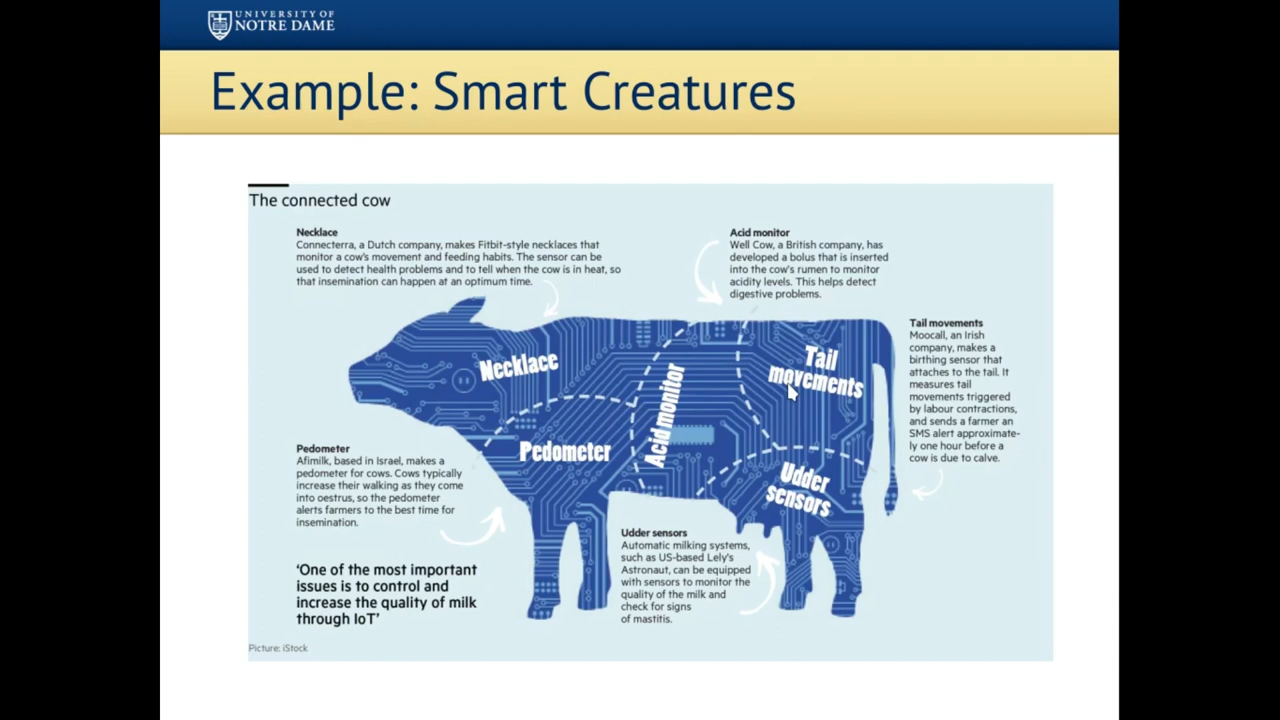 UNIVERSITY OF
NOTRE DAME
Example: Smart Creatures
The connected cow
Necklace
Connecterra, a Dutch company, makes Fitbit-style necklaces that
monitor a cow's movement and feeding habits. The sensor can be
used to detect health problems and to tell when the cow is in heat, so
that insemination can happen at an optimum time.
Acid monitor
Well Cow, a British company, has
developed a bolus that is inserted
into the cow's rumen to monitor
acidity levels. This helps detect
digestive problems.
Tail movements
Moocall, an Irish
company, makes a
birthing sensor that
attaches to the tail. It
measures tail
movements triggered
by labour contractions,
and sends a farmer an
SMS alert approximate-
ly one hour before a
cow is due to calve.
Necklace
Pedometer
Acid monitor
Tail
movements
Udder
sensors
Pedometer
Afimilk, based in Israel, makes a
pedometer for cows. Cows typically
increase their walking as they come
into oestrus, so the pedometer
alerts farmers to the best time for
insemination.
Udder sensors
Automatic milking systems,
such as US-based Lely's
Astronaut, can be equipped
with sensors to monitor the
quality of the milk and
check for signs
of mastitis.
'One of the most important
issues is to control and
increase the quality of milk
through IoT'
Picture: iStock